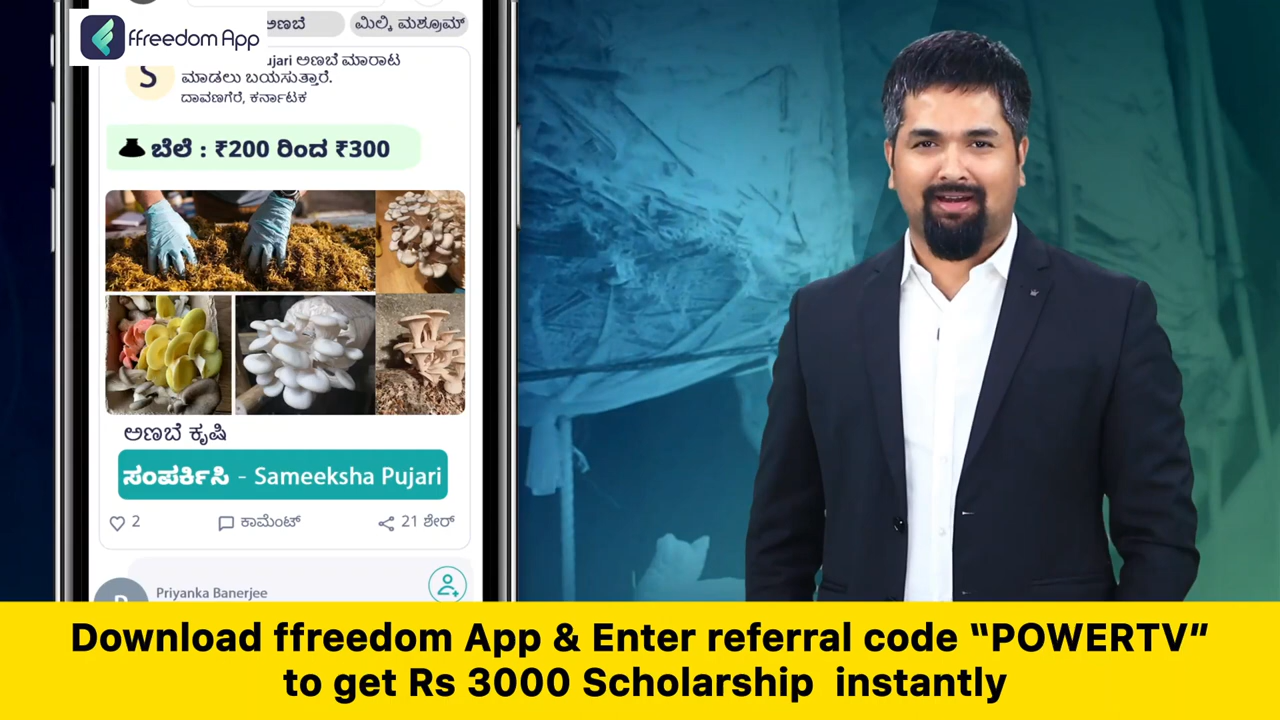 ಅಣಬೆ
ಮಿಲ್ಕಿ ಮಶ್ರೂಮ್
ffreedom App
S
ujari ಅಣಬೆ ಮಾರಾಟ
ಮಾಡಲು ಬಯಸುತ್ತಾರೆ.
ದಾವಣಗೆರೆ, ಕರ್ನಾಟಕ
ಬೆಲೆ : ₹200 ರಿಂದ ₹300
ಅಣಬೆ ಕೃಷಿ
ಸಂಪರ್ಕಿಸಿ - Sameeksha Pujari
2 ಕಾಮೆಂಟ್ 21 ಶೇರ್
Priyanka Banerjee
Download ffreedom App & Enter referral code “POWERTV”
to get Rs 3000 Scholarship instantly